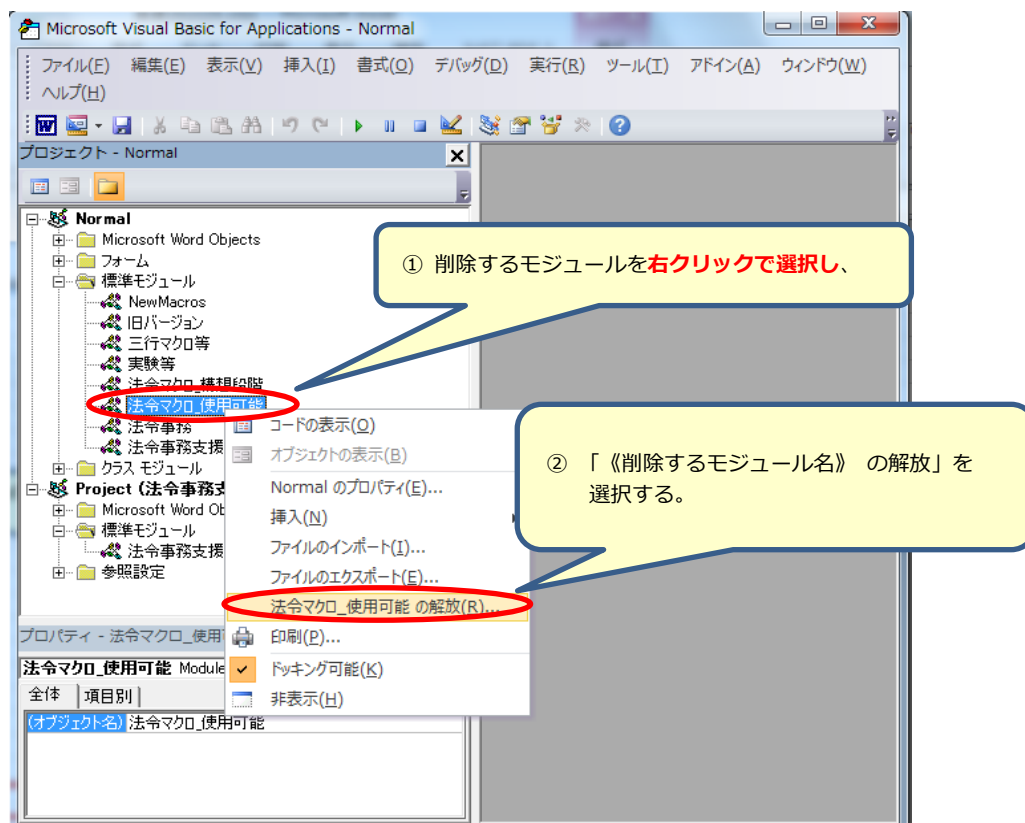 Microsoft Visual Basic for Applications - Normal
ファイル(F) 編集(E) 表示(V) 挿入(I) 書式(O) デバッグ(D) 実行(R) ツール(T) アドイン(A) ウィンドウ(W)
ヘルプ(H)
プロジェクト - Normal
Normal
Microsoft Word Objects
フォーム
標準モジュール
NewMacros
旧バージョン
三行マクロ等
実験等
法令マクロ_構想段階
法令マクロ_使用可能
法令事務
法令事務支援
クラス モジュール
Project (法令事務支
Microsoft Word Ob
標準モジュール
法令事務支援
参照設定
① 削除するモジュールを右クリックで選択し、
コードの表示(O)
オブジェクトの表示(B)
Normal のプロパティ(E)...
挿入(N)
ファイルのインポート(I)...
ファイルのエクスポート(E)...
法令マクロ_使用可能 の解放(R)...
印刷(P)...
ドッキング可能(K)
非表示(H)
② 「《削除するモジュール名》 の解放」を
選択する。
プロパティ - 法令マクロ_使用
法令マクロ_使用可能 Module
全体 項目別
(オブジェクト名) 法令マクロ_使用可能